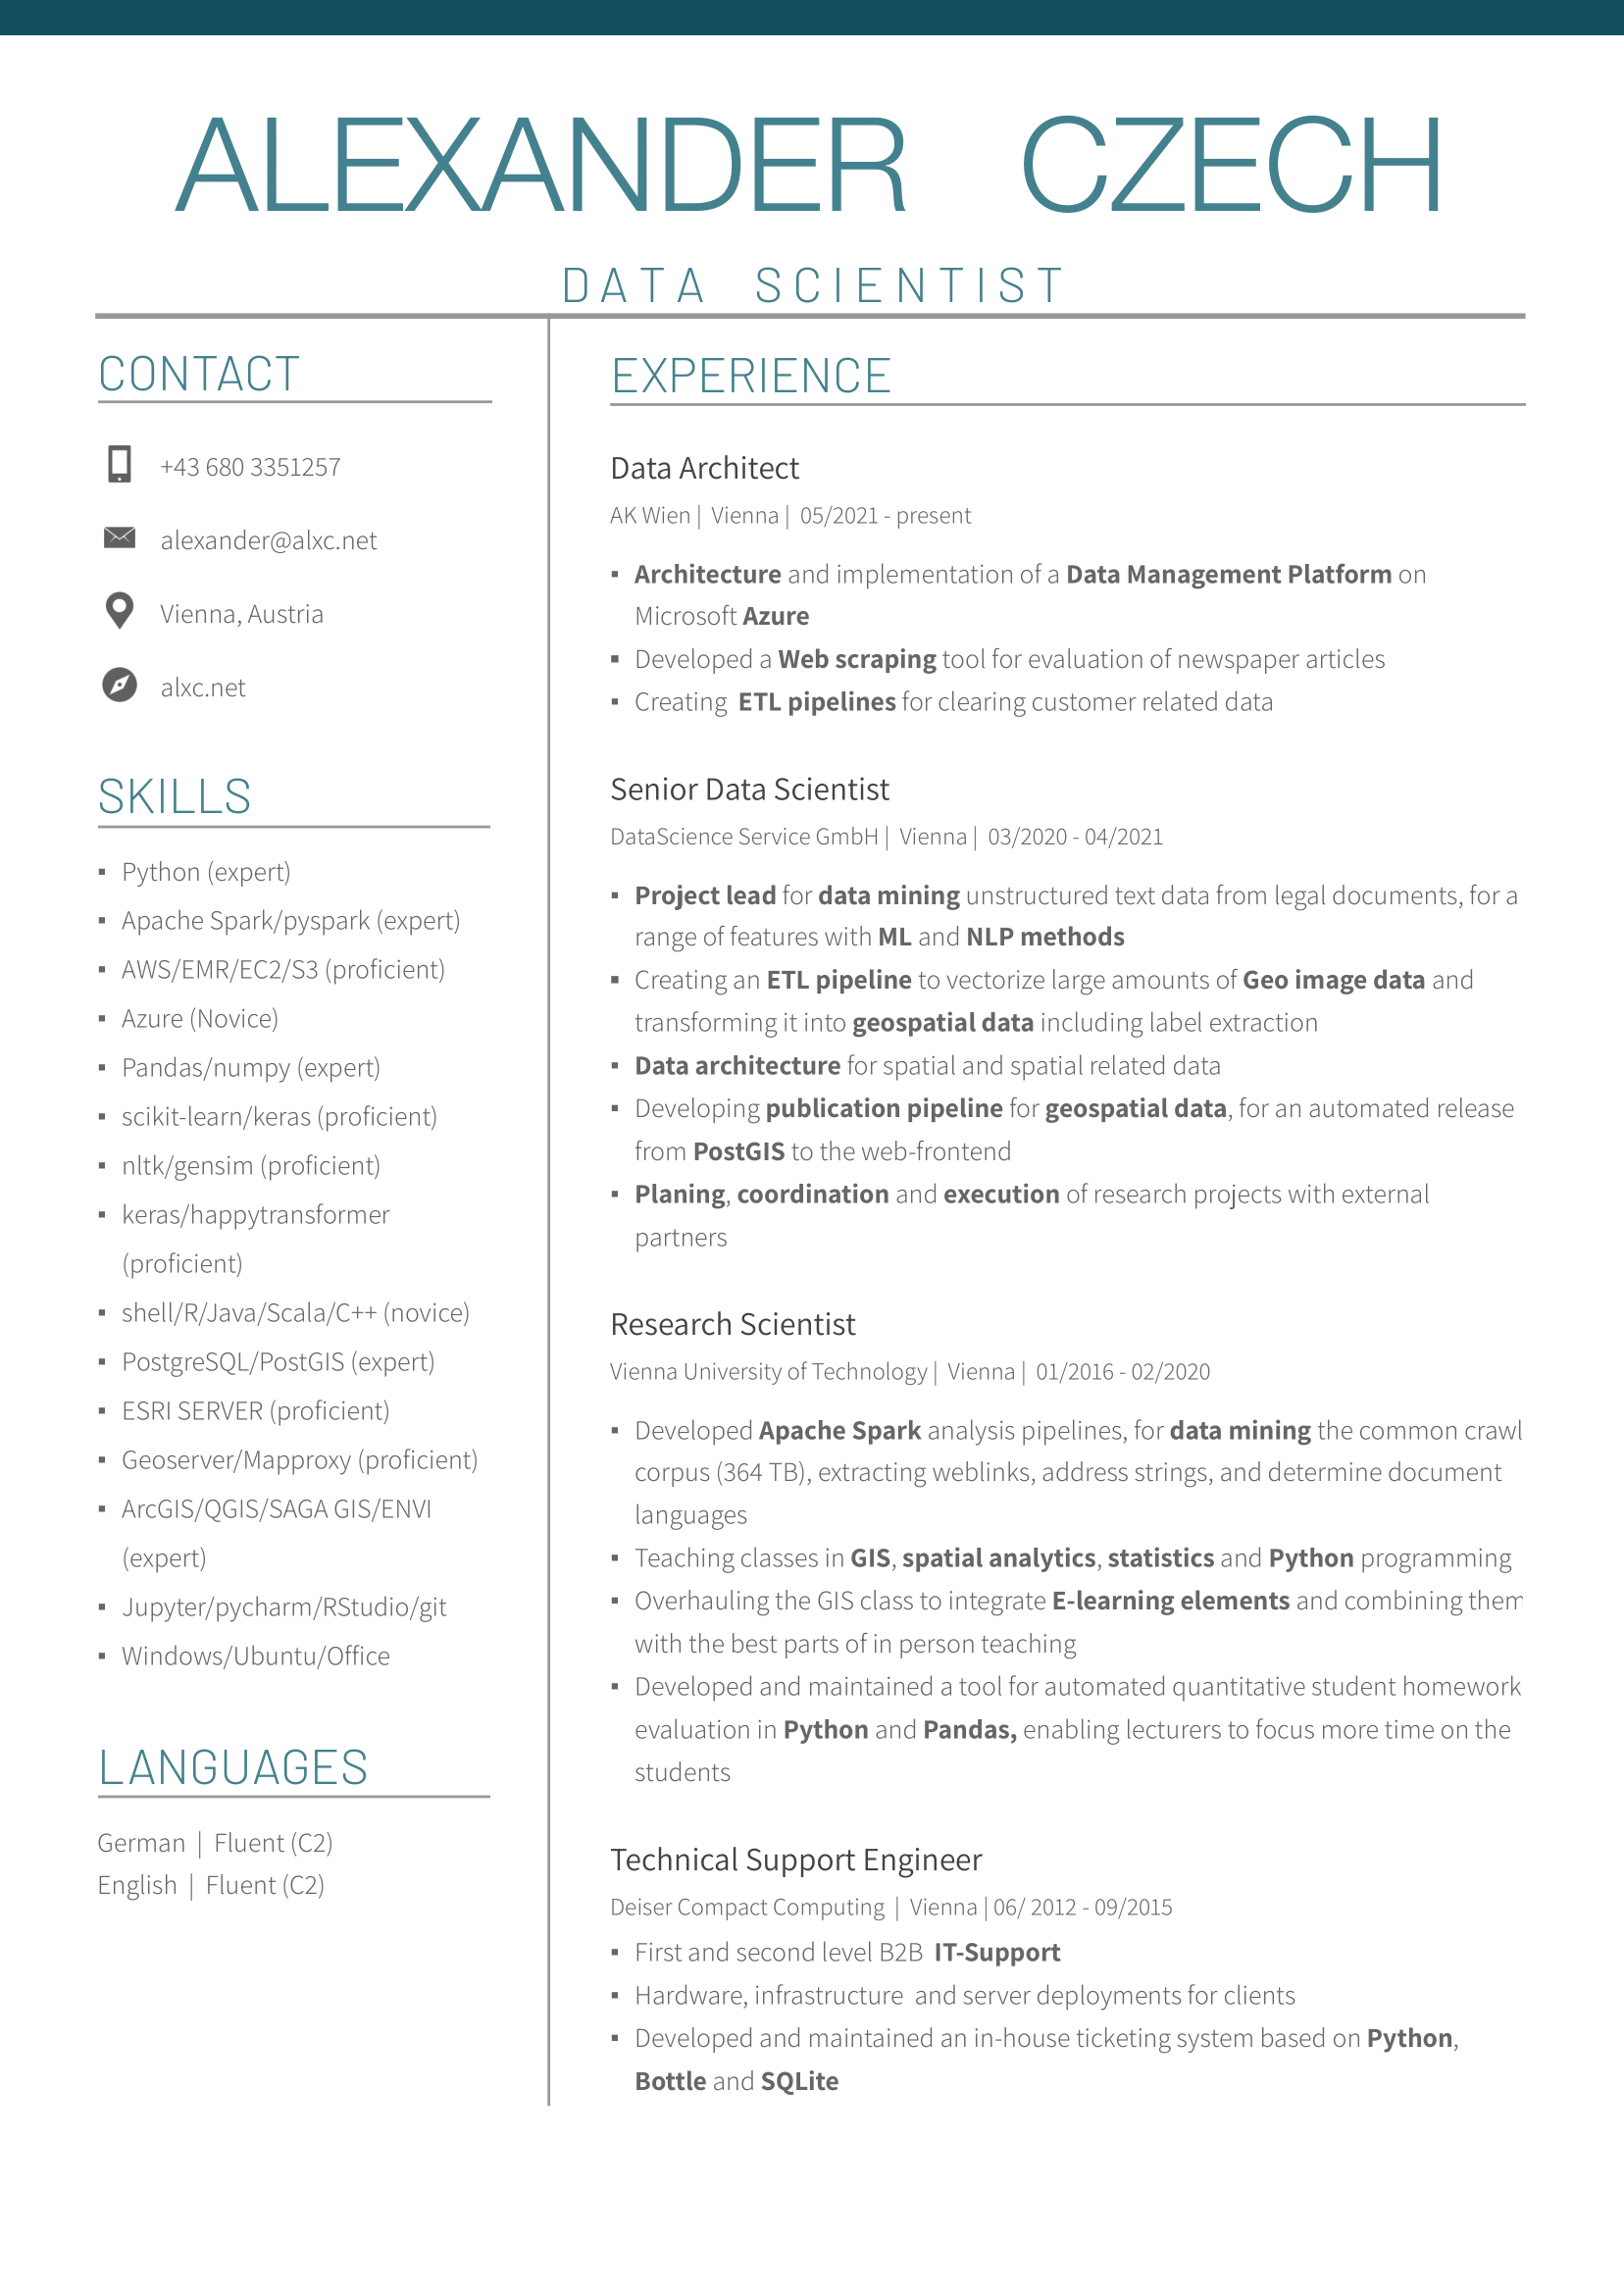 ALEXANDER CZECH
DATA SCIENTIST
CONTACT
+43 680 3351257
alexander@alxc.net
Vienna, Austria
alxc.net
SKILLS
▪ Python (expert)
▪ Apache Spark/pyspark (expert)
▪ AWS/EMR/EC2/S3 (proficient)
▪ Azure (Novice)
▪ Pandas/numpy (expert)
▪ scikit-learn/keras (proficient)
▪ nltk/gensim (proficient)
▪ keras/happytransformer
(proficient)
▪ shell/R/Java/Scala/C++ (novice)
▪ PostgreSQL/PostGIS (expert)
▪ ESRI SERVER (proficient)
▪ Geoserver/Mapproxy (proficient)
▪ ArcGIS/QGIS/SAGA GIS/ENVI
(expert)
▪ Jupyter/pycharm/RStudio/git
▪ Windows/Ubuntu/Office
LANGUAGES
German | Fluent (C2)
English | Fluent (C2)
EXPERIENCE
Data Architect
AK Wien | Vienna | 05/2021 - present
▪ Architecture and implementation of a Data Management Platform on
Microsoft Azure
▪ Developed a Web scraping tool for evaluation of newspaper articles
▪ Creating ETL pipelines for clearing customer related data
Senior Data Scientist
DataScience Service GmbH | Vienna | 03/2020 - 04/2021
▪ Project lead for data mining unstructured text data from legal documents, for a
range of features with ML and NLP methods
▪ Creating an ETL pipeline to vectorize large amounts of Geo image data and
transforming it into geospatial data including label extraction
▪ Data architecture for spatial and spatial related data
▪ Developing publication pipeline for geospatial data, for an automated release
from PostGIS to the web-frontend
▪ Planing, coordination and execution of research projects with external
partners
Research Scientist
Vienna University of Technology | Vienna | 01/2016 - 02/2020
▪ Developed Apache Spark analysis pipelines, for data mining the common crawl
corpus (364 TB), extracting weblinks, address strings, and determine document
languages
▪ Teaching classes in GIS, spatial analytics, statistics and Python programming
▪ Overhauling the GIS class to integrate E-learning elements and combining them
with the best parts of in person teaching
▪ Developed and maintained a tool for automated quantitative student homework
evaluation in Python and Pandas, enabling lecturers to focus more time on the
students
Technical Support Engineer
Deiser Compact Computing | Vienna | 06/ 2012 - 09/2015
▪ First and second level B2B IT-Support
▪ Hardware, infrastructure and server deployments for clients
▪ Developed and maintained an in-house ticketing system based on Python,
Bottle and SQLite